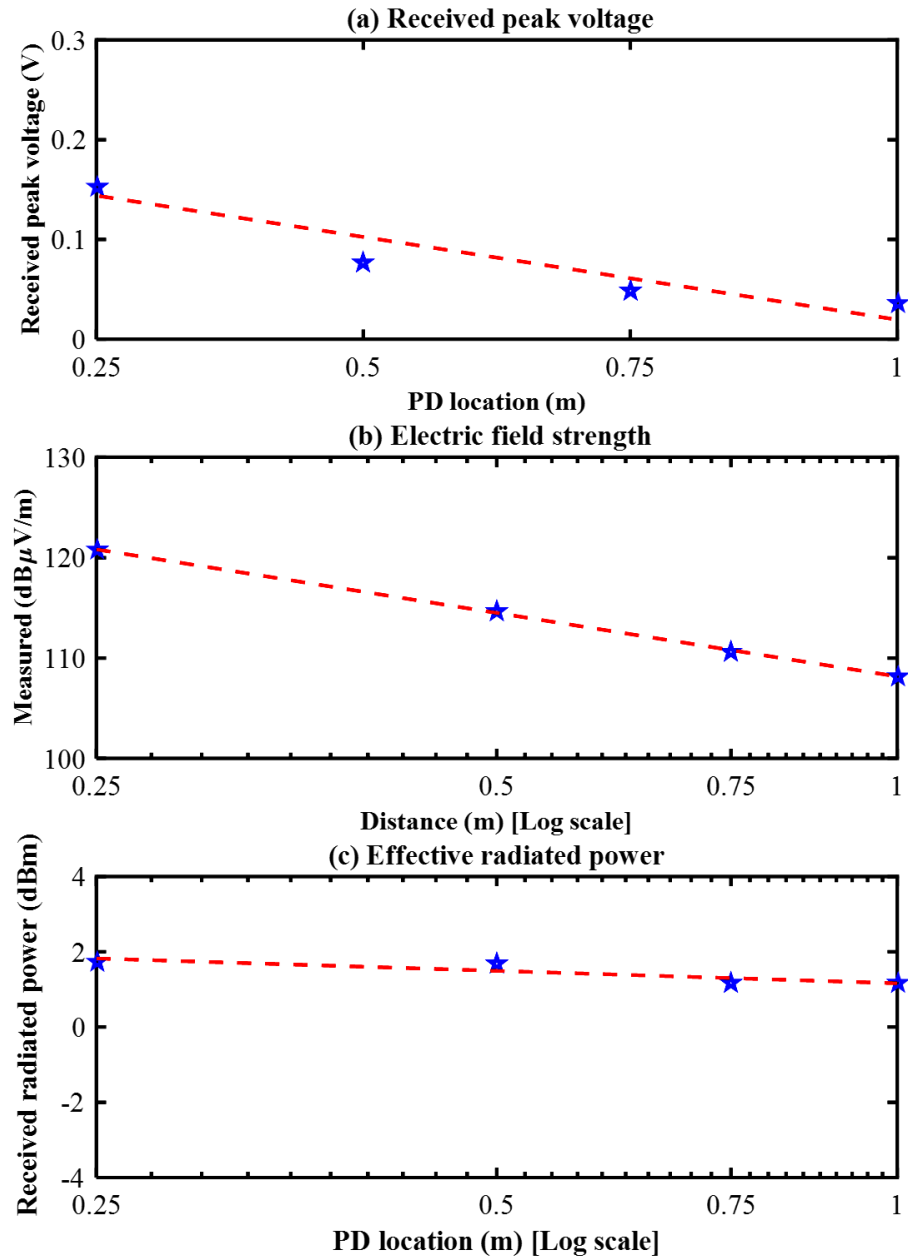 (a) Received peak voltage
Received peak voltage (V)
0.3
0.2
0.1
0
0.25
0.5
0.75
1
PD location (m)
(b) Electric field strength
Measured (dBμV/m)
130
120
110
100
0.25
0.5
0.75
1
Distance (m) [Log scale]
(c) Effective radiated power
Received radiated power (dBm)
4
2
0
-2
-4
0.25
0.5
0.75
1
PD location (m) [Log scale]